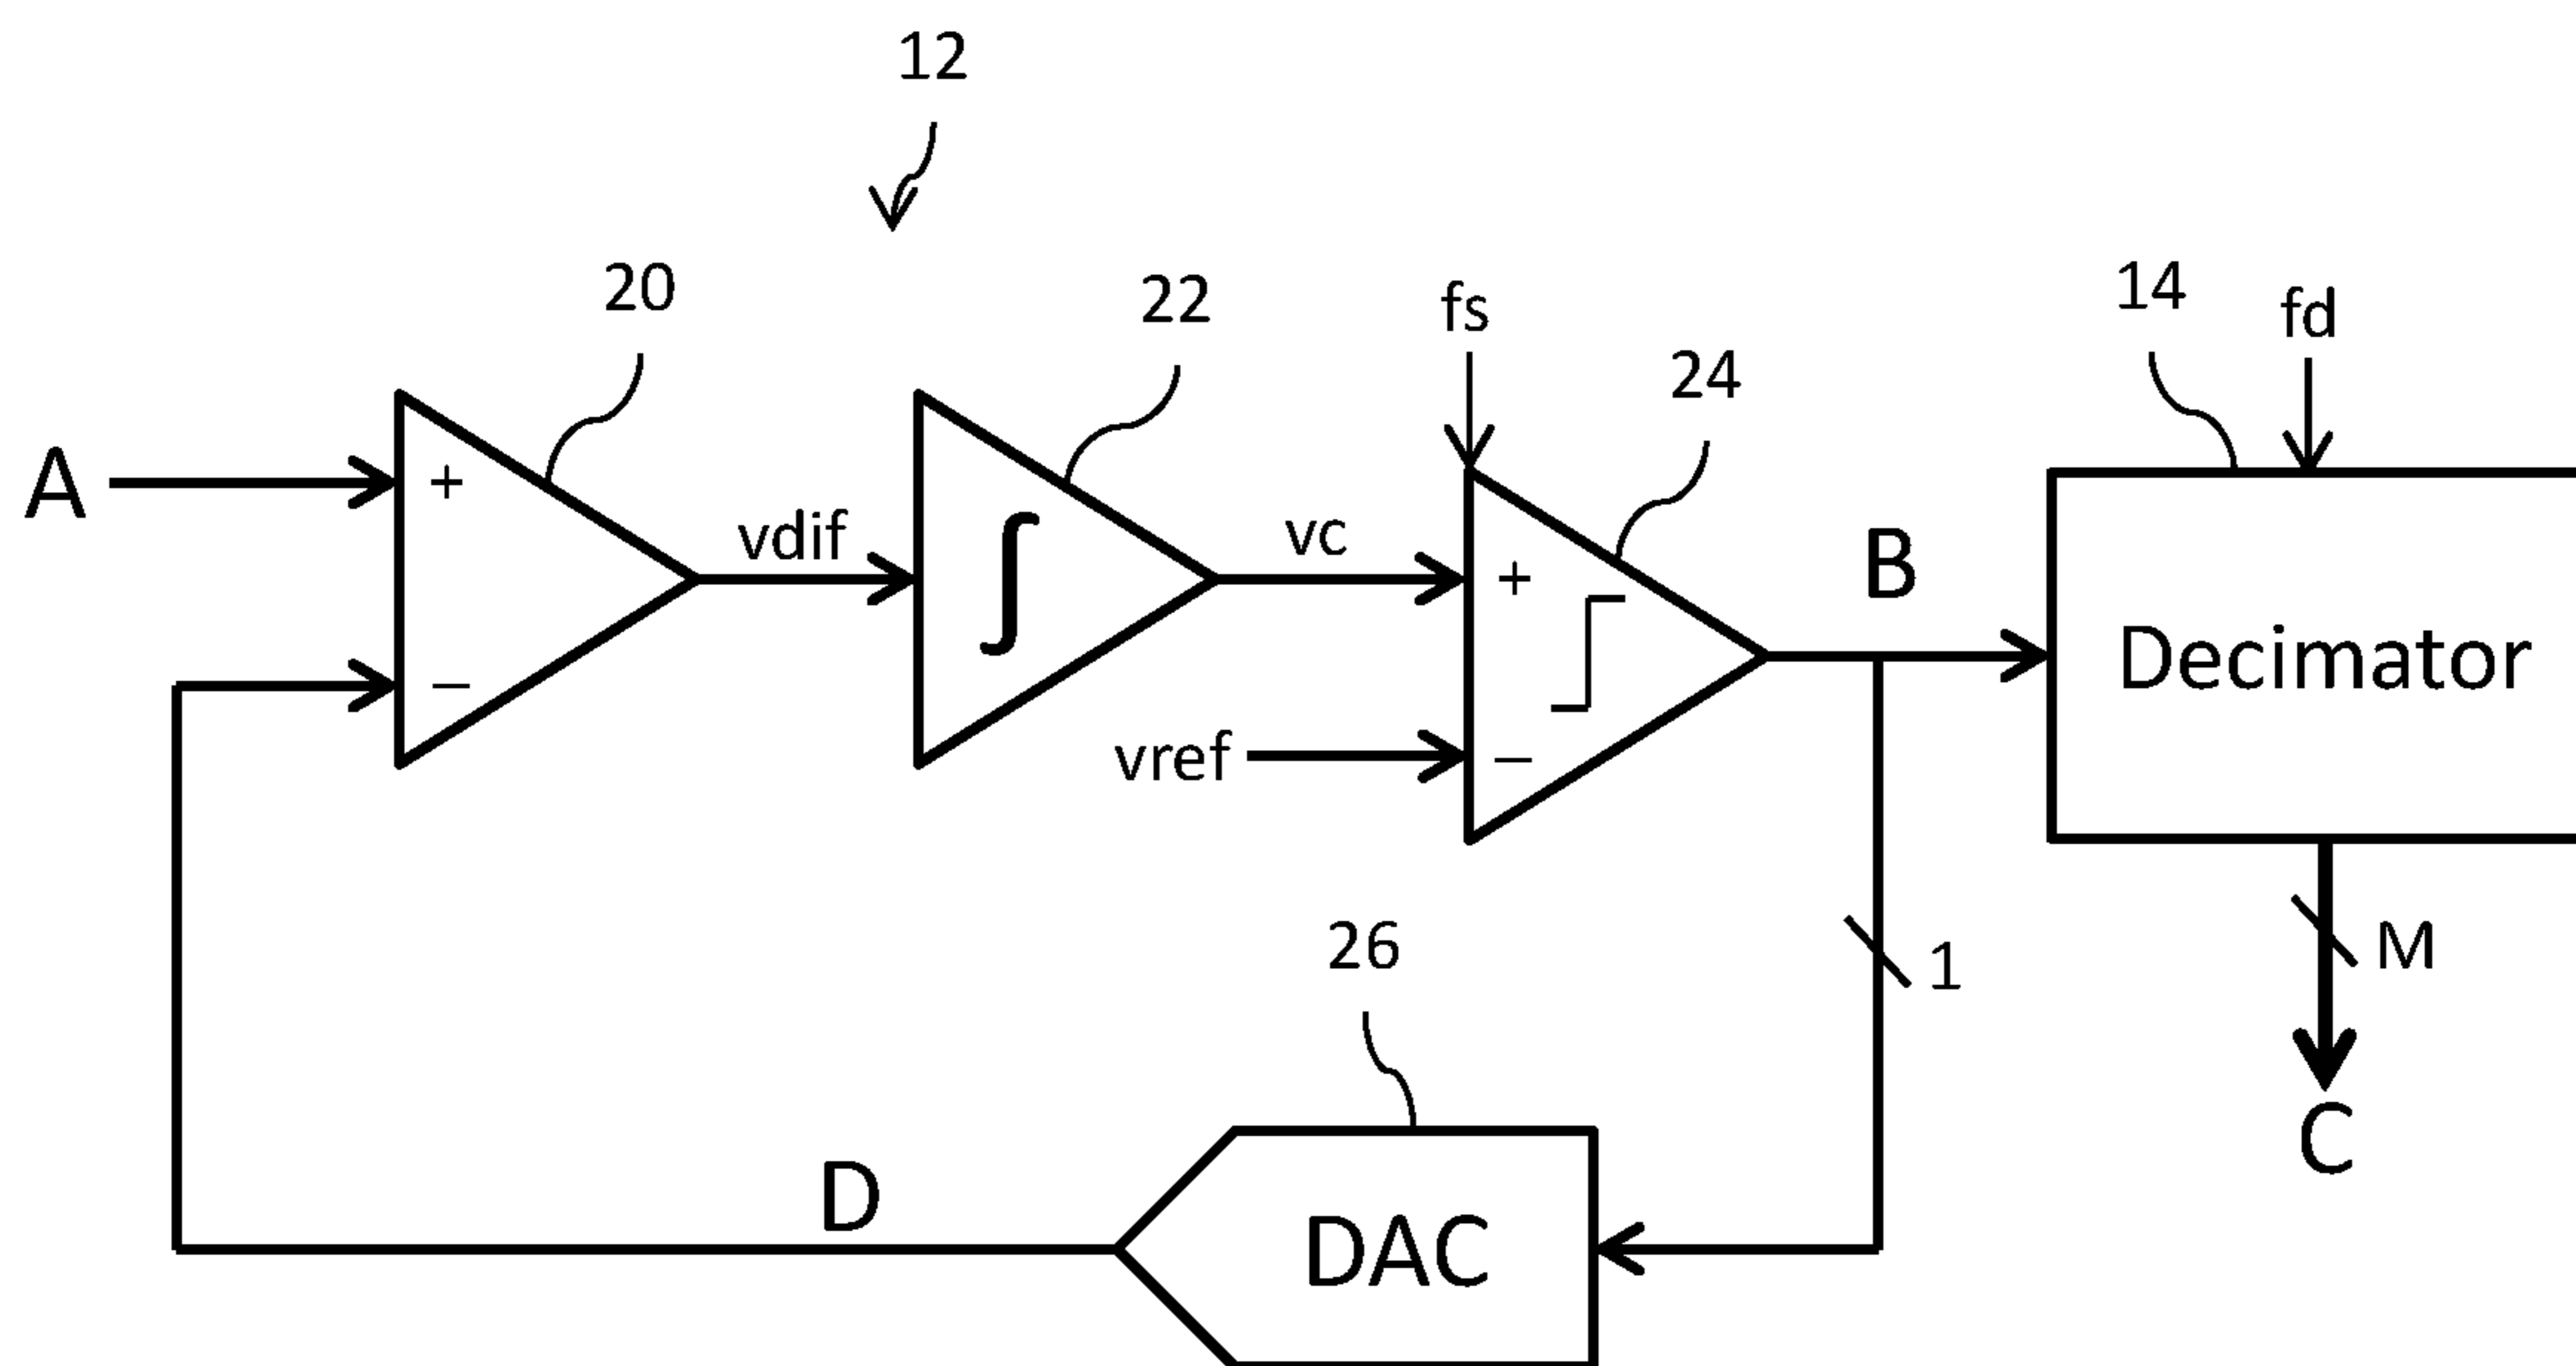 12
20
22
fs
24
14
fd
A
+
−
vdif
∫
vc
vref
+
−
B
Decimator
1
M
C
26
DAC
D